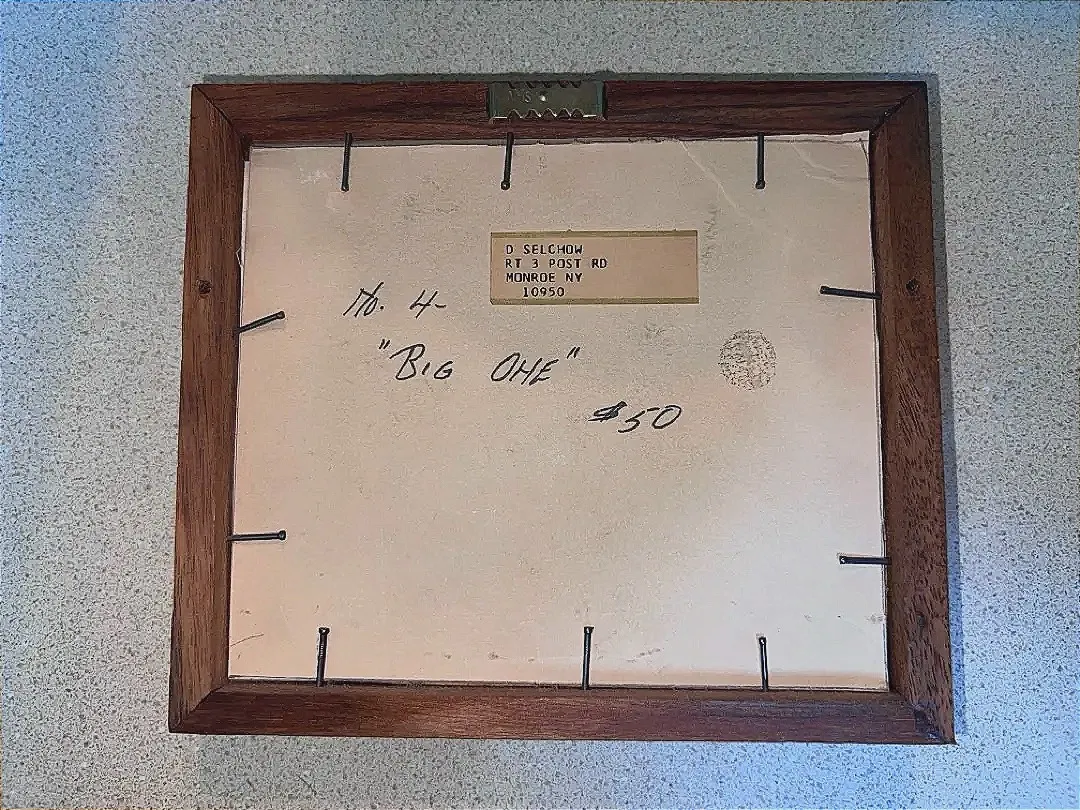 D SELCHOW
RT 3 POST RD
MONROE NY
10950
No. 4-
"BIG ONE"
$50